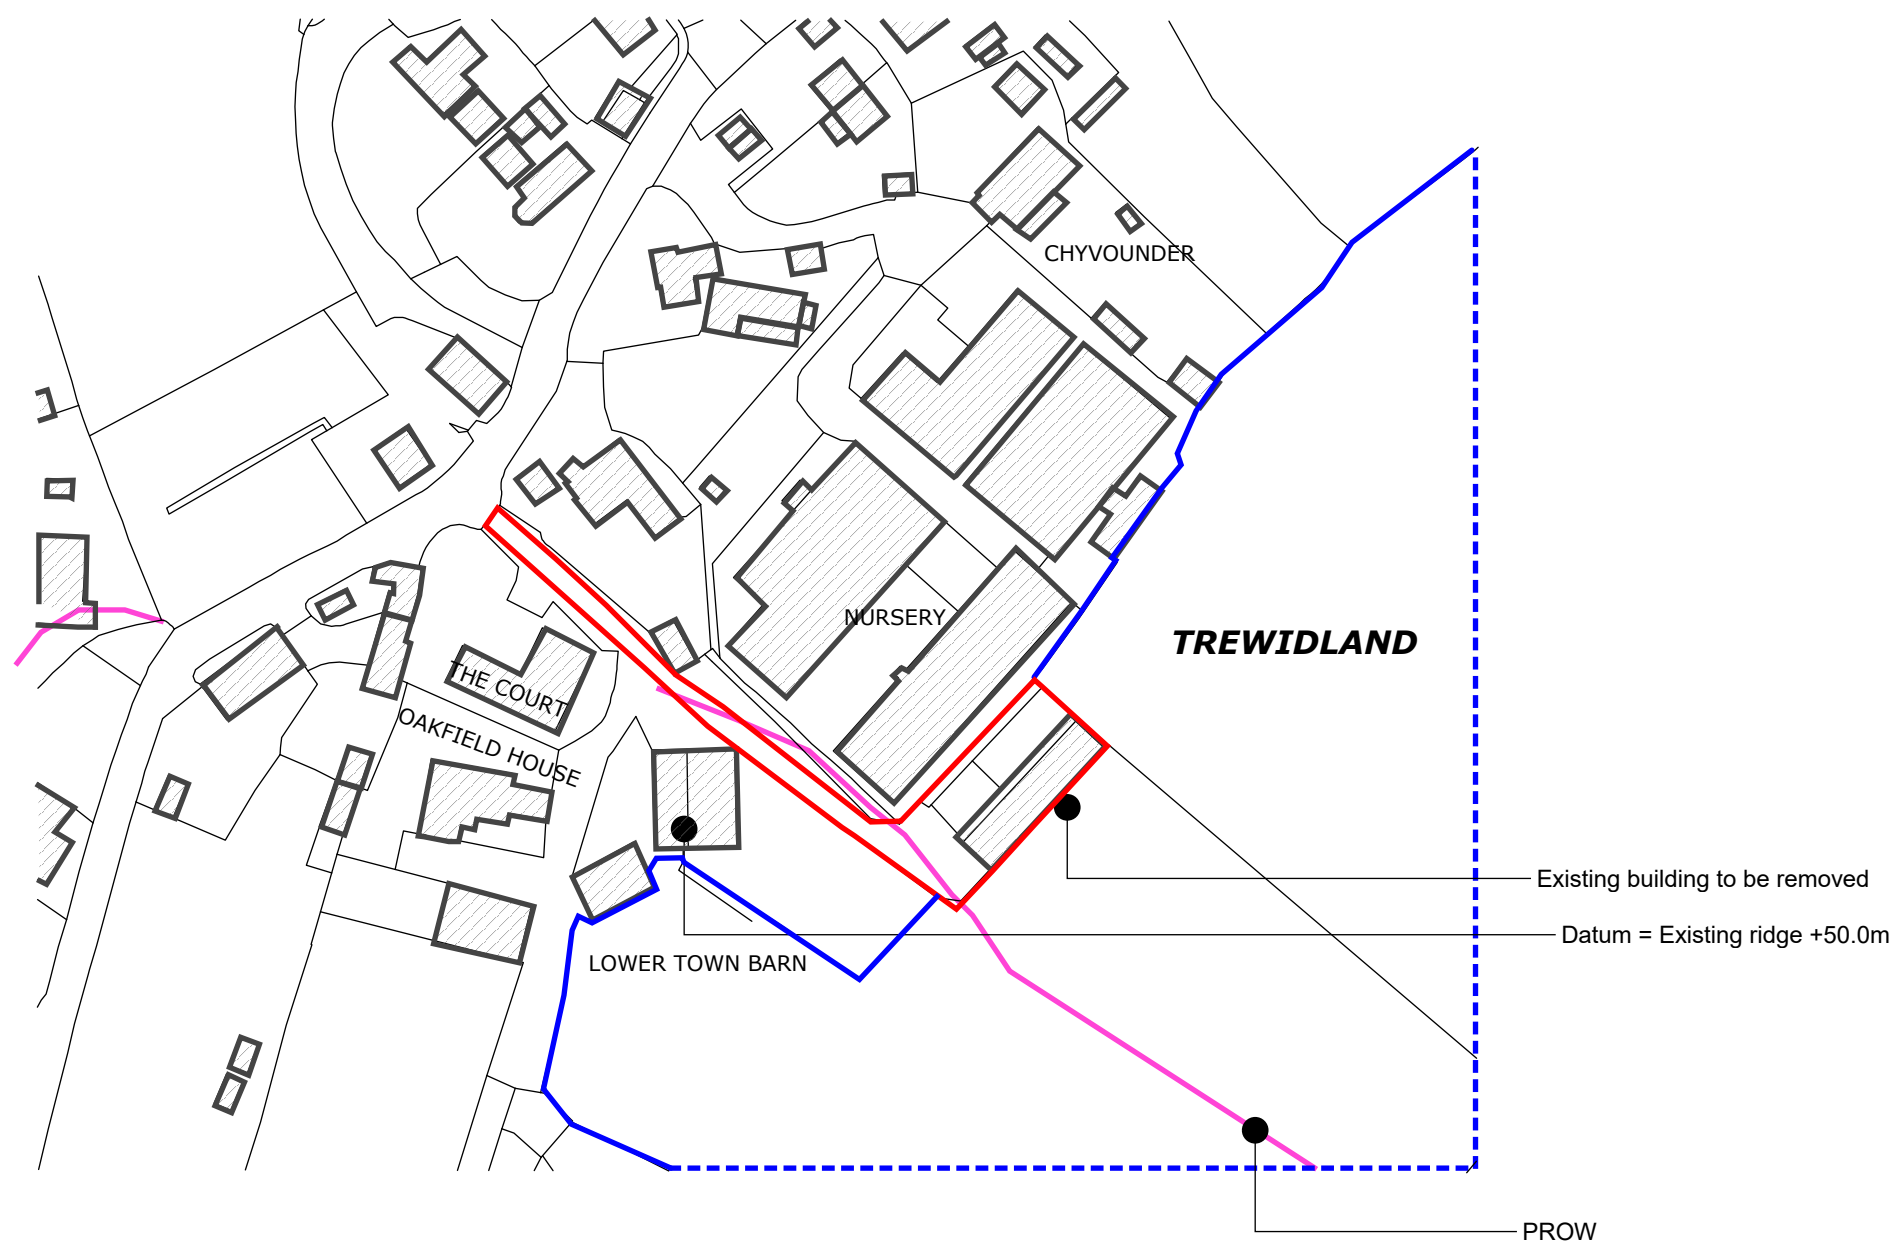 CHYVOUNDER
NURSERY
TREWIDLAND
THE COURT
OAKFIELD HOUSE
Existing building to be removed
Datum = Existing ridge +50.0m
LOWER TOWN BARN
PROW